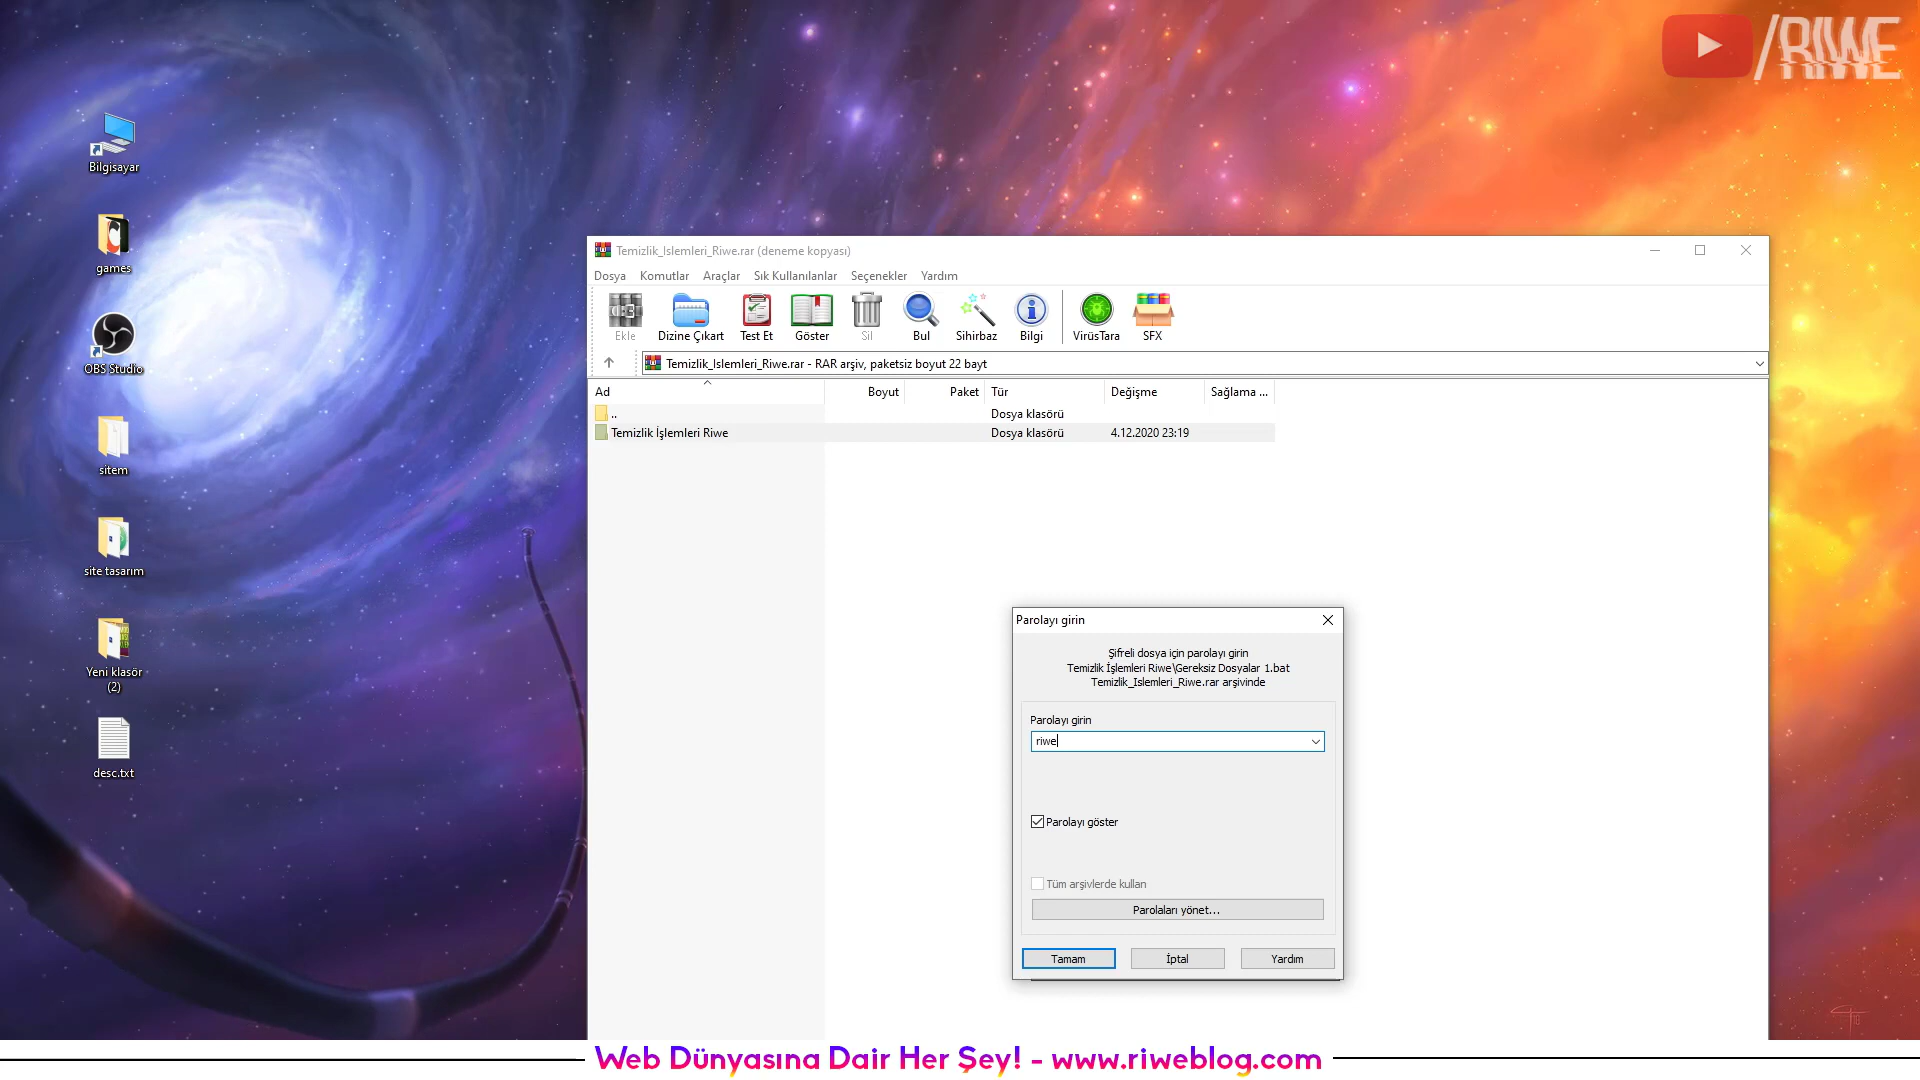 /RIWE
Bilgisayar
games
OBS Studio
sitem
site tasarım
Yeni klasör
(2)
desc.txt
Temizlik_Islemleri_Riwe.rar (deneme kopyası)
Dosya Komutlar Araçlar Sık Kullanılanlar Seçenekler Yardım
Ekle Dizine Çıkart Test Et Göster Sil Bul Sihirbaz Bilgi VirüsTara SFX
Temizlik_Islemleri_Riwe.rar - RAR arşiv, paketsiz boyut 22 bayt
Ad Boyut Paket Tür Değişme Sağlama ...
.. Dosya klasörü
Temizlik İşlemleri Riwe Dosya klasörü 4.12.2020 23:19
Parolayı girin
Şifreli dosya için parolayı girin
Temizlik İşlemleri Riwe\Gereksiz Dosyalar 1.bat
Temizlik_Islemleri_Riwe.rar arşivinde
Parolayı girin
riwe
Parolayı göster
Tüm arşivlerde kullan
Parolaları yönet...
Tamam İptal Yardım
Web Dünyasına Dair Her Şey! - www.riweblog.com